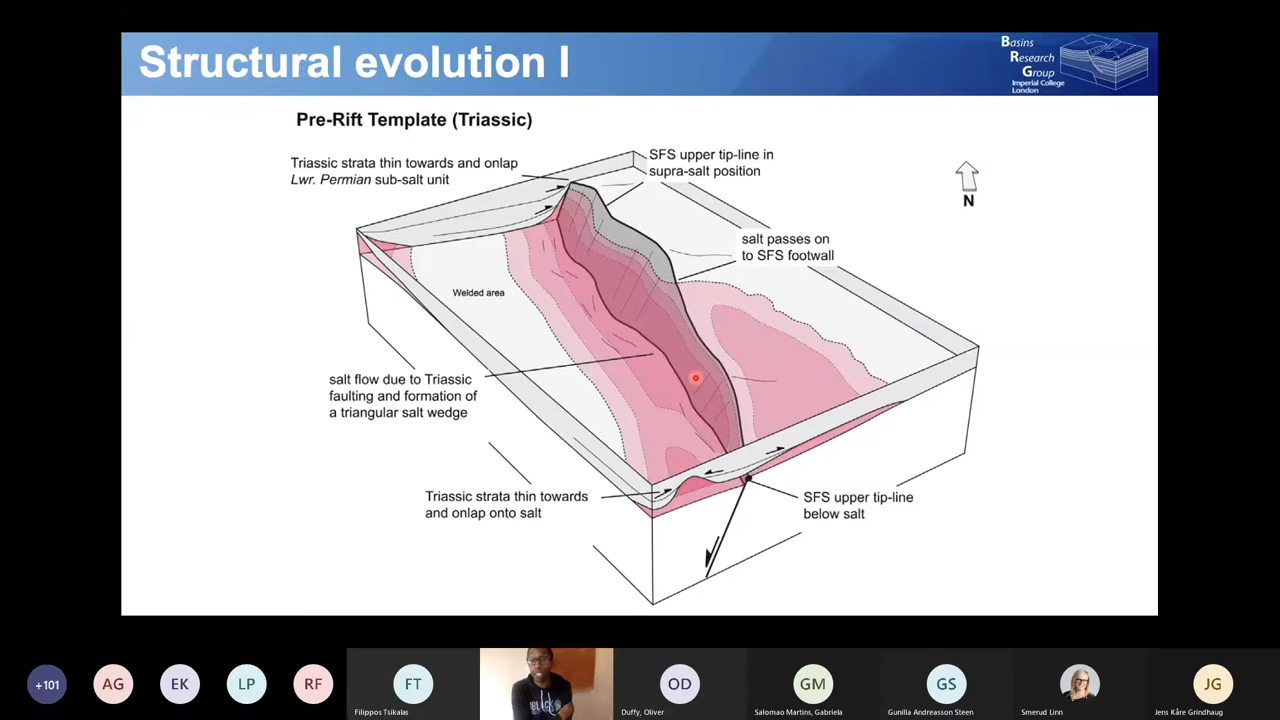 Structural evolution I
Basins
Research
Group
Imperial College
London
Pre-Rift Template (Triassic)
Triassic strata thin towards and onlap
Lwr. Permian sub-salt unit
SFS upper tip-line in
supra-salt position
N
salt passes on
to SFS footwall
Welded area
salt flow due to Triassic
faulting and formation of
a triangular salt wedge
Triassic strata thin towards
and onlap onto salt
SFS upper tip-line
below salt
+101
AG
EK
LP
RF
FT
OD
GM
GS
JG
Filippos Tsikalas
Duffy, Oliver
Salomao Martins, Gabriela
Gunilla Andreasson Steen
Smerud Linn
Jens Kåre Grindhaug